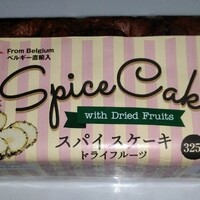 From Belgium
ベルギー直輸入
Spice Cak
with Dried Fruits
スパイスケーキ
ドライフルーツ
325